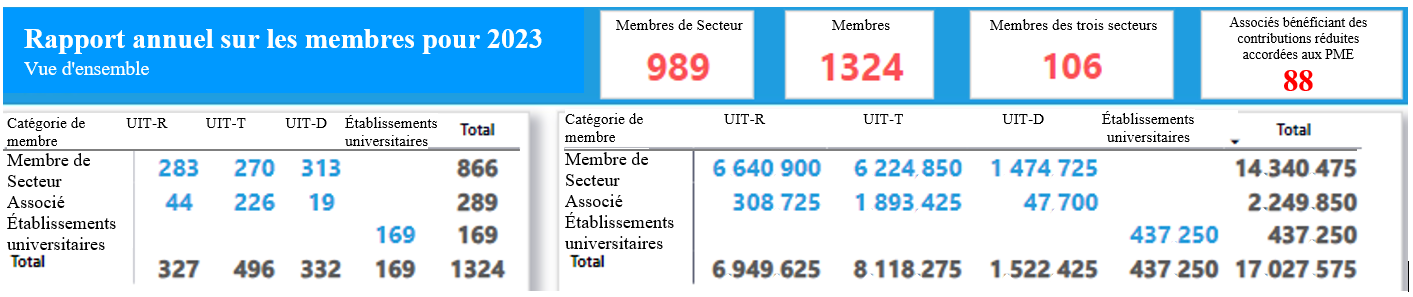 Rapport annuel sur les membres pour 2023
Vue d'ensemble
Membres de Secteur
989
Membres
1324
Membres des trois secteurs
106
Associés bénéficiant des
contributions réduites
accordées aux PME
88
Catégorie de membre UIT-R UIT-T UIT-D Établissements universitaires Total
Membre de Secteur 283 270 313 866
Associé 44 226 19 289
Établissements universitaires 169 169
Total 327 496 332 169 1324
Catégorie de membre UIT-R UIT-T UIT-D Établissements universitaires Total
Membre de Secteur 6 640 900 6 224 850 1 474 725 14 340 475
Associé 308 725 1 893 425 47 700 2 249 850
Établissements universitaires 437 250 437 250
Total 6 949 625 8 118 275 1 522 425 437 250 17 027 575